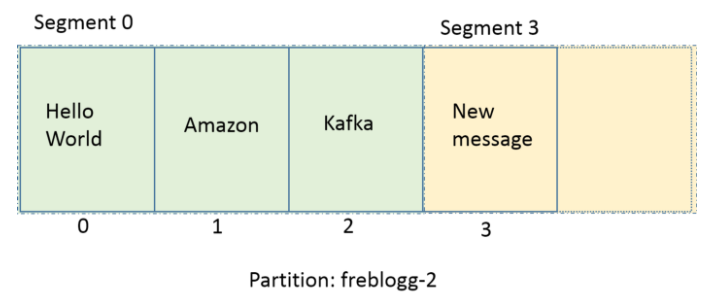 Segment 0
Segment 3
Hello
World
Amazon
Kafka
New
message
0
1
2
3
Partition: freblogg-2